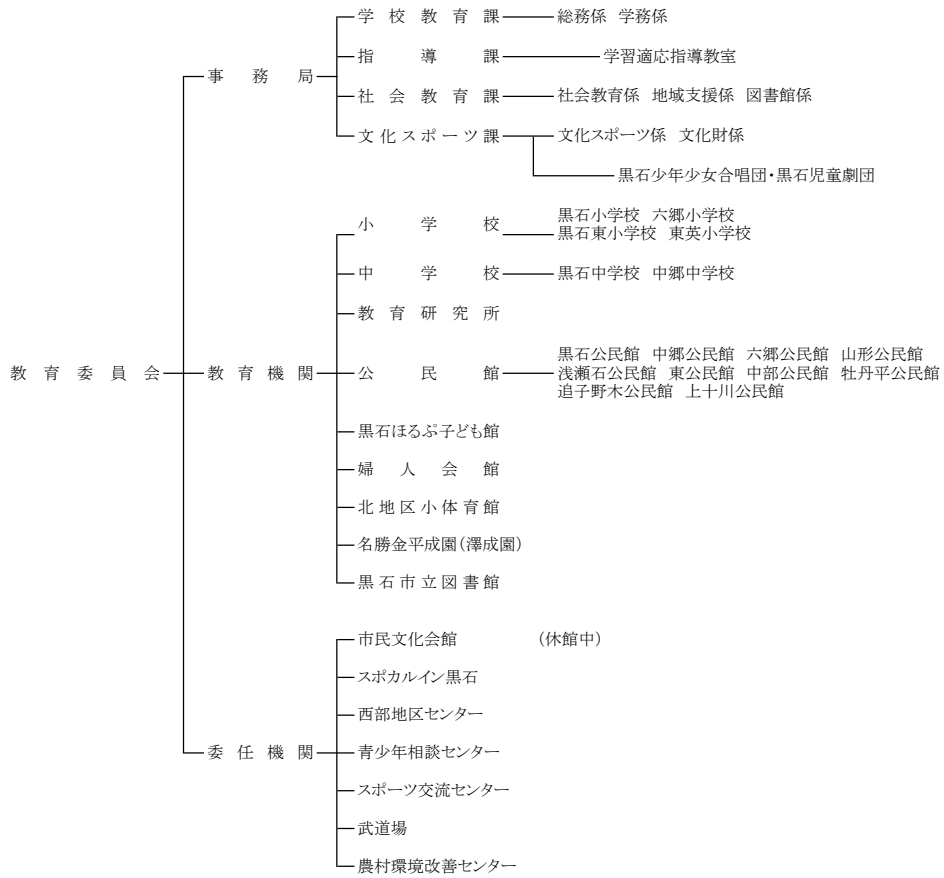 学校教育課 総務係 学務係
指導課 学習適応指導教室
事務局
社会教育課 社会教育係 地域支援係 図書館係
文化スポーツ課 文化スポーツ係 文化財係
黒石少年少女合唱団・黒石児童劇団
小学校 黒石小学校 六郷小学校
黒石東小学校 東英小学校
中学校 黒石中学校 中郷中学校
教育研究所
教育委員会 教育機関 公民館 黒石公民館 中郷公民館 六郷公民館 山形公民館
浅瀬石公民館 東公民館 中部公民館 牡丹平公民館
追子野木公民館 上十川公民館
黒石ほるぷ子ども館
婦人会館
北地区小体育館
名勝金平成園(澤成園)
黒石市立図書館
市民文化会館 (休館中)
スポカルイン黒石
西部地区センター
委任機関 青少年相談センター
スポーツ交流センター
武道場
農村環境改善センター